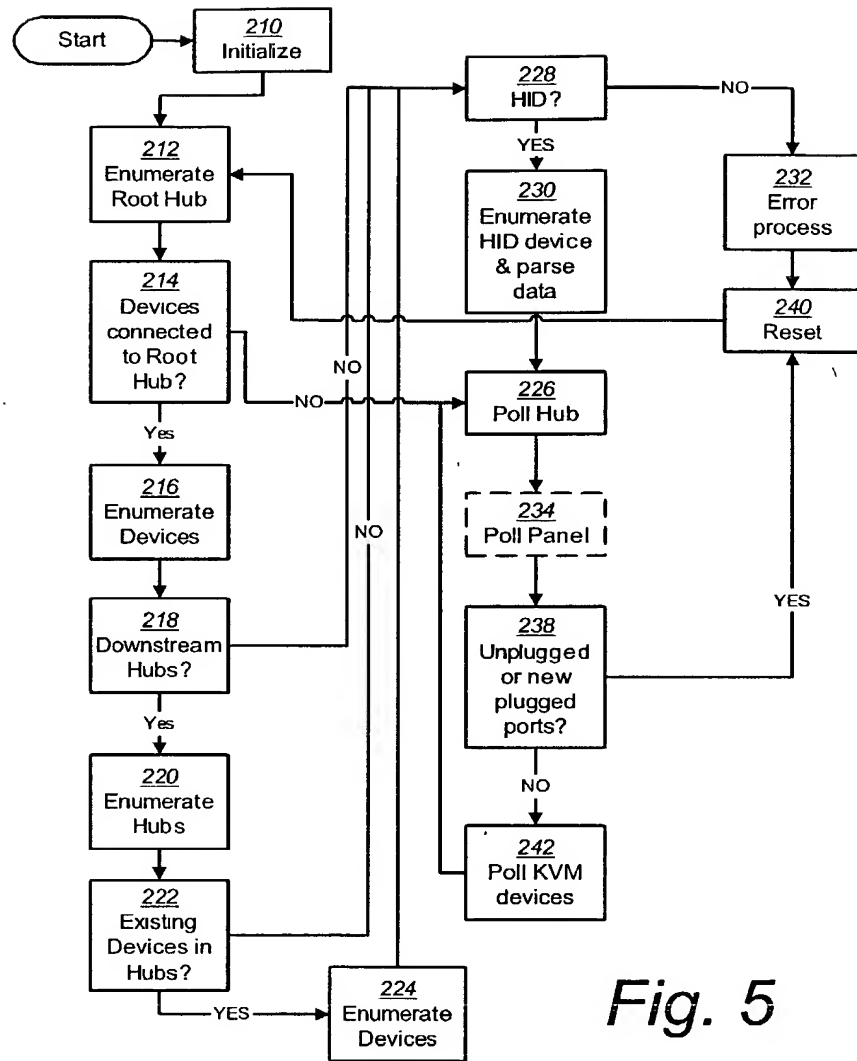 Start
210
Initialize
212
Enumerate
Root Hub
214
Devices
connected
to Root
Hub?
NO
Yes
216
Enumerate
Devices
218
Downstream
Hubs?
NO
Yes
220
Enumerate
Hubs
222
Existing
Devices in
Hubs?
NO
YES
224
Enumerate
Devices
228
HID?
NO
YES
230
Enumerate
HID device
& parse
data
232
Error
process
240
Reset
226
Poll Hub
234
Poll Panel
238
Unplugged
or new
plugged
ports?
YES
NO
242
Poll KVM
devices
Fig. 5